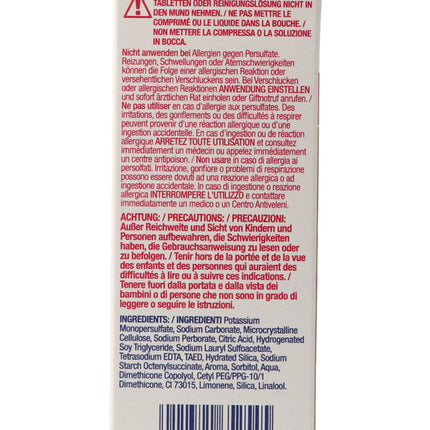 TABLETTEN ODER REINIGUNGSLÖSUNG NICHT IN
DEN MUND NEHMEN. / NE PAS METTRE LE
COMPRIMÉ OU LE LIQUIDE DANS LA BOUCHE. /
NON METTERE LA COMPRESSA O LA SOLUZIONE
IN BOCCA.
Nicht anwenden bei Allergien gegen Persulfate.
Reizungen, Schwellungen oder Atemschwierigkeiten
können die Folge einer allergischen Reaktion oder
versehentlichen Verschluckens sein. Bei Verschlucken
oder allergischen Reaktionen ANWENDUNG EINSTELLEN
und sofort ärztlichen Rat einholen oder Giftnotruf anrufen. /
Ne pas utiliser en cas d'allergie aux persulfates. Des
irritations, des gonflements ou des difficultés à respirer
peuvent provenir d'une réaction allergique ou d'une
ingestion accidentelle. En cas d'ingestion ou de réaction
allergique ARRETEZ TOUTE UTILISATION et consultez
immédiatement un médecin ou appelez immédiatement
un centre antipoison. / Non usare in caso di allergia ai
persolfati. Irritazione, gonfiore o problemi di respirazione
possono essere dovuti ad una reazione allergica o ad
ingestione accidentale. In caso di ingestione o reazione
allergica INTERROMPERE L'UTILIZZO e contattare
immediatamente un medico o un Centro Antiveleni.
ACHTUNG: / PRECAUTIONS: / PRECAUZIONI:
Außer Reichweite und Sicht von Kindern und
Personen aufbewahren, die Schwierigkeiten
haben, die Gebrauchsanweisung zu lesen oder
zu befolgen. / Tenir hors de la portée et de la vue
des enfants et des personnes qui auraient des
difficultés à lire ou à suivre ces indications. /
Tenere fuori dalla portata e dalla vista dei
bambini o di persone che non sono in grado di
leggere o seguire le istruzioni.
INGREDIENTS: / INGREDIENTI Potassium
Monopersulfate, Sodium Carbonate, Microcrystalline
Cellulose, Sodium Perborate, Citric Acid, Hydrogenated
Soy Triglyceride, Sodium Lauryl Sulfoacetate,
Tetrasodium EDTA, TAED, Hydrated Silica, Sodium
Starch Octenylsuccinate, Aroma, Sorbitol, Aqua,
Dimethicone Copolyol, Cetyl PEG/PPG-10/1
Dimethicone, CI 73015, Limonene, Silica, Linalool.